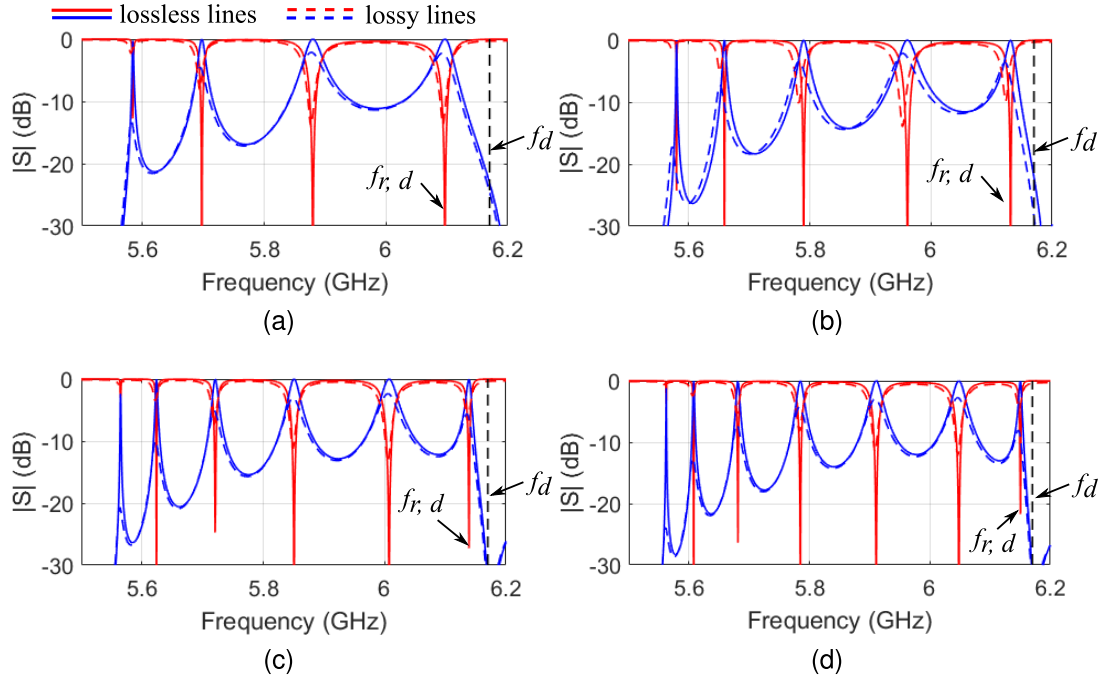 lossless lines lossy lines
0
-10
-20
-30
|S| (dB)
5.6 5.8 6 6.2
Frequency (GHz)
fd
fr, d
(a)
0
-10
-20
-30
|S| (dB)
5.6 5.8 6 6.2
Frequency (GHz)
fd
fr, d
(b)
0
-10
-20
-30
|S| (dB)
5.6 5.8 6 6.2
Frequency (GHz)
fd
fr, d
(c)
0
-10
-20
-30
|S| (dB)
5.6 5.8 6 6.2
Frequency (GHz)
fd
fr, d
(d)